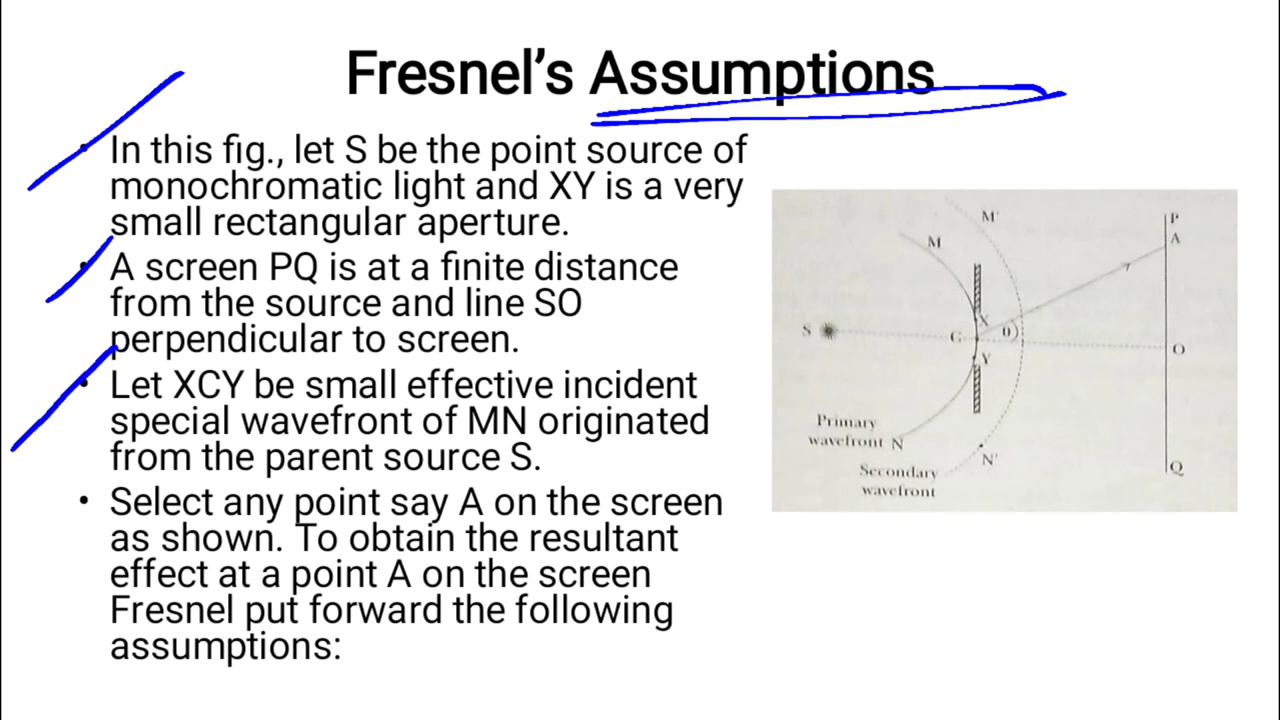 Fresnel’s Assumptions
• In this fig., let S be the point source of
monochromatic light and XY is a very
small rectangular aperture.
• A screen PQ is at a finite distance
from the source and line SO
perpendicular to screen.
• Let XCY be small effective incident
special wavefront of MN originated
from the parent source S.
• Select any point say A on the screen
as shown. To obtain the resultant
effect at a point A on the screen
Fresnel put forward the following
assumptions:
M'
P
M
A
X
S
C
θ
O
Y
Primary
wavefront N
N'
Q
Secondary
wavefront